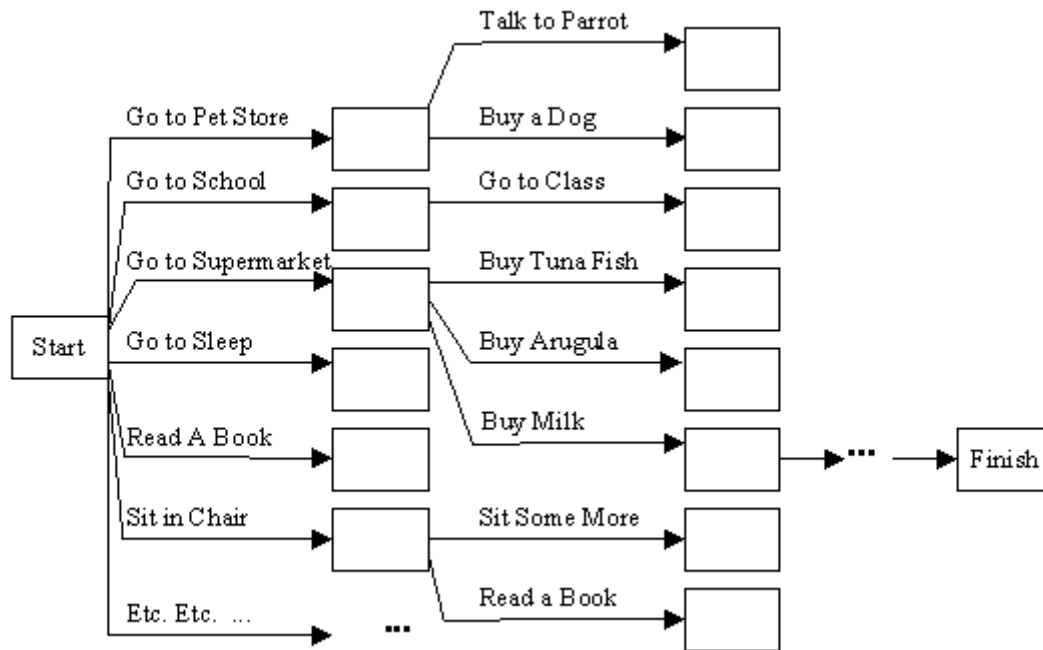 Talk to Parrot
Go to Pet Store
Buy a Dog
Go to School
Go to Class
Go to Supermarket
Buy Tuna Fish
Start
Go to Sleep
Buy Arugula
Read A Book
Buy Milk
...
Finish
Sit in Chair
Sit Some More
Etc. Etc. ...
...
Read a Book